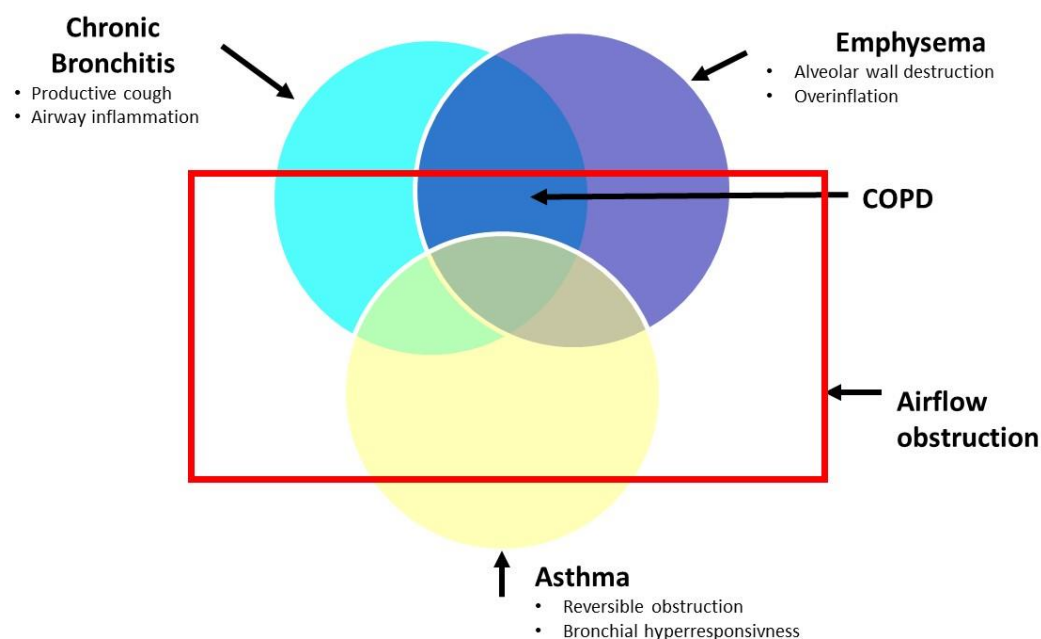 Chronic
Bronchitis
• Productive cough
• Airway inflammation
Emphysema
• Alveolar wall destruction
• Overinflation
COPD
Airflow
obstruction
Asthma
• Reversible obstruction
• Bronchial hyperresponsivness